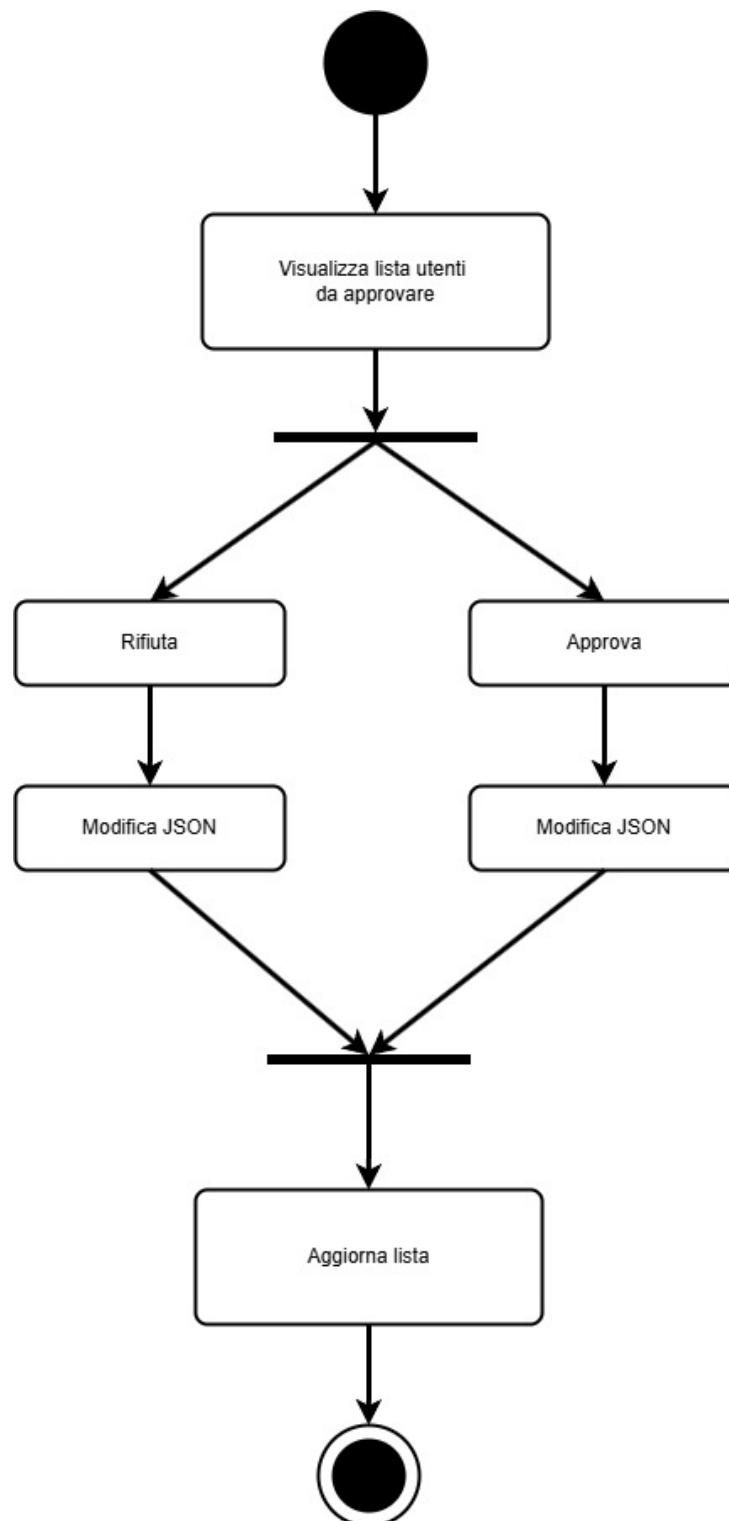 Visualizza lista utenti
da approvare
Rifiuta
Approva
Modifica JSON
Modifica JSON
Aggiorna lista